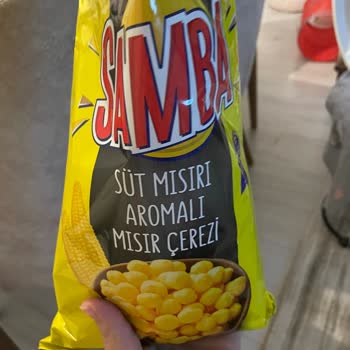 SAMBA
SÜT MISIRI
AROMALI
MISIR ÇEREZİ